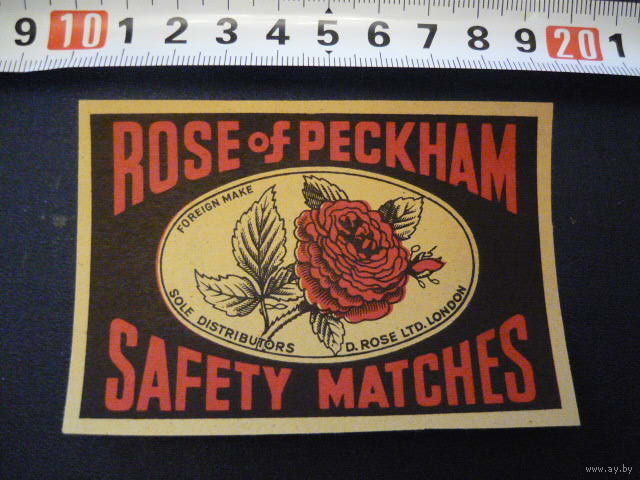 9 10 1 2 3 4 5 6 7 8 9 20 1
ROSE of PECKHAM
FOREIGN MAKE
SOLE DISTRIBUTORS D. ROSE LTD. LONDON
SAFETY MATCHES
www.ay.by